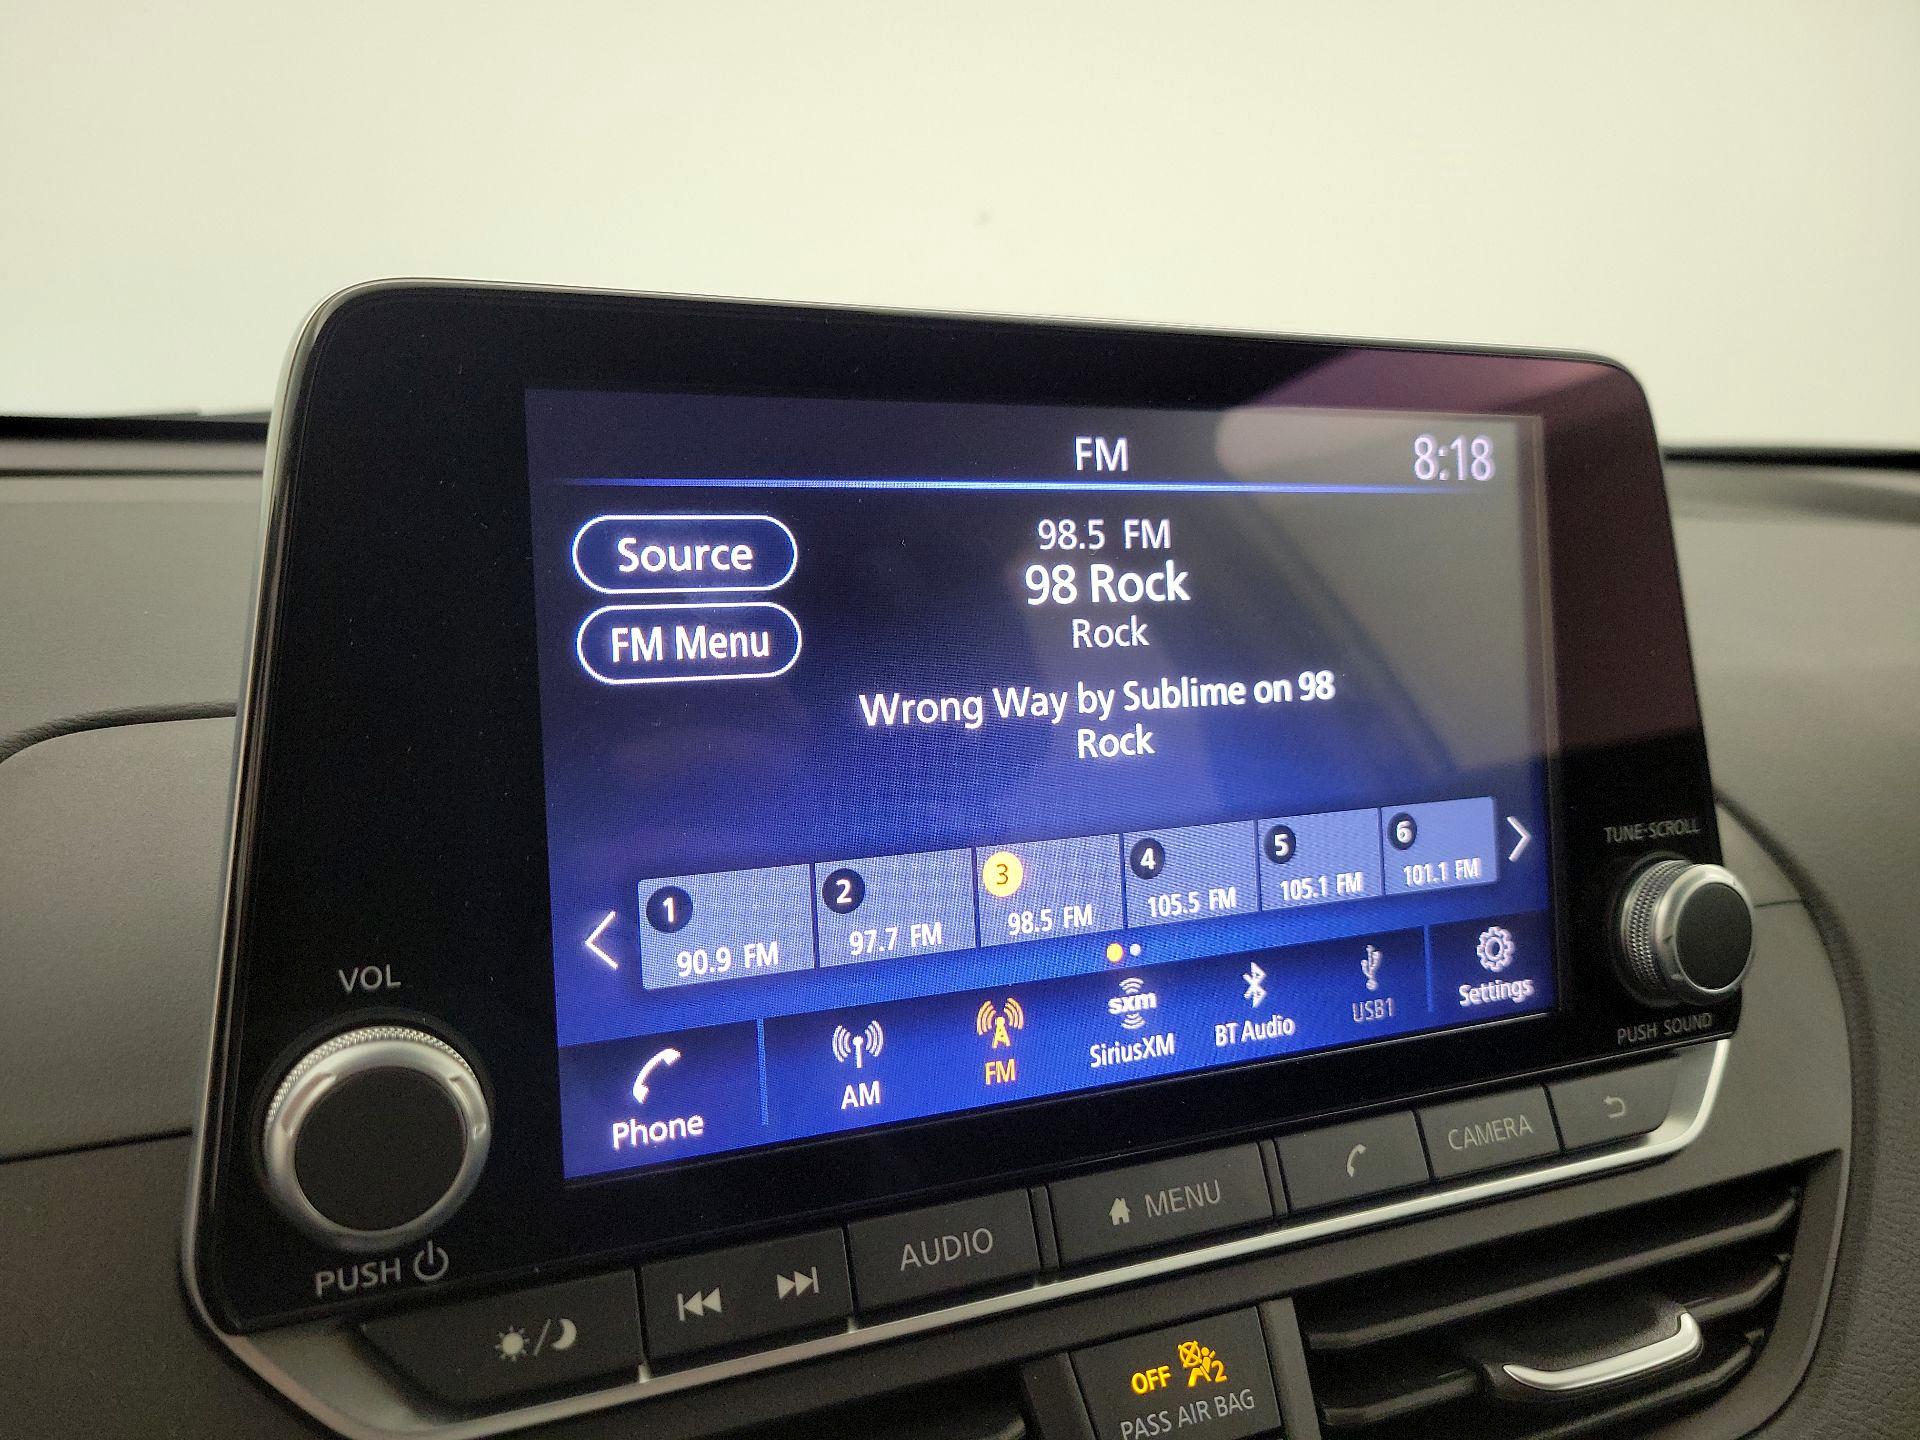 FM
8:18
Source
98.5 FM
98 Rock
FM Menu
Rock
Wrong Way by Sublime on 98
Rock
1
90.9 FM
2
97.7 FM
3
98.5 FM
4
105.5 FM
5
105.1 FM
6
101.1 FM
Phone
AM
FM
sxm
SiriusXM
BT Audio
USB1
Settings
VOL
PUSH
TUNE·SCROLL
PUSH SOUND
AUDIO
MENU
CAMERA
OFF
2
PASS AIR BAG